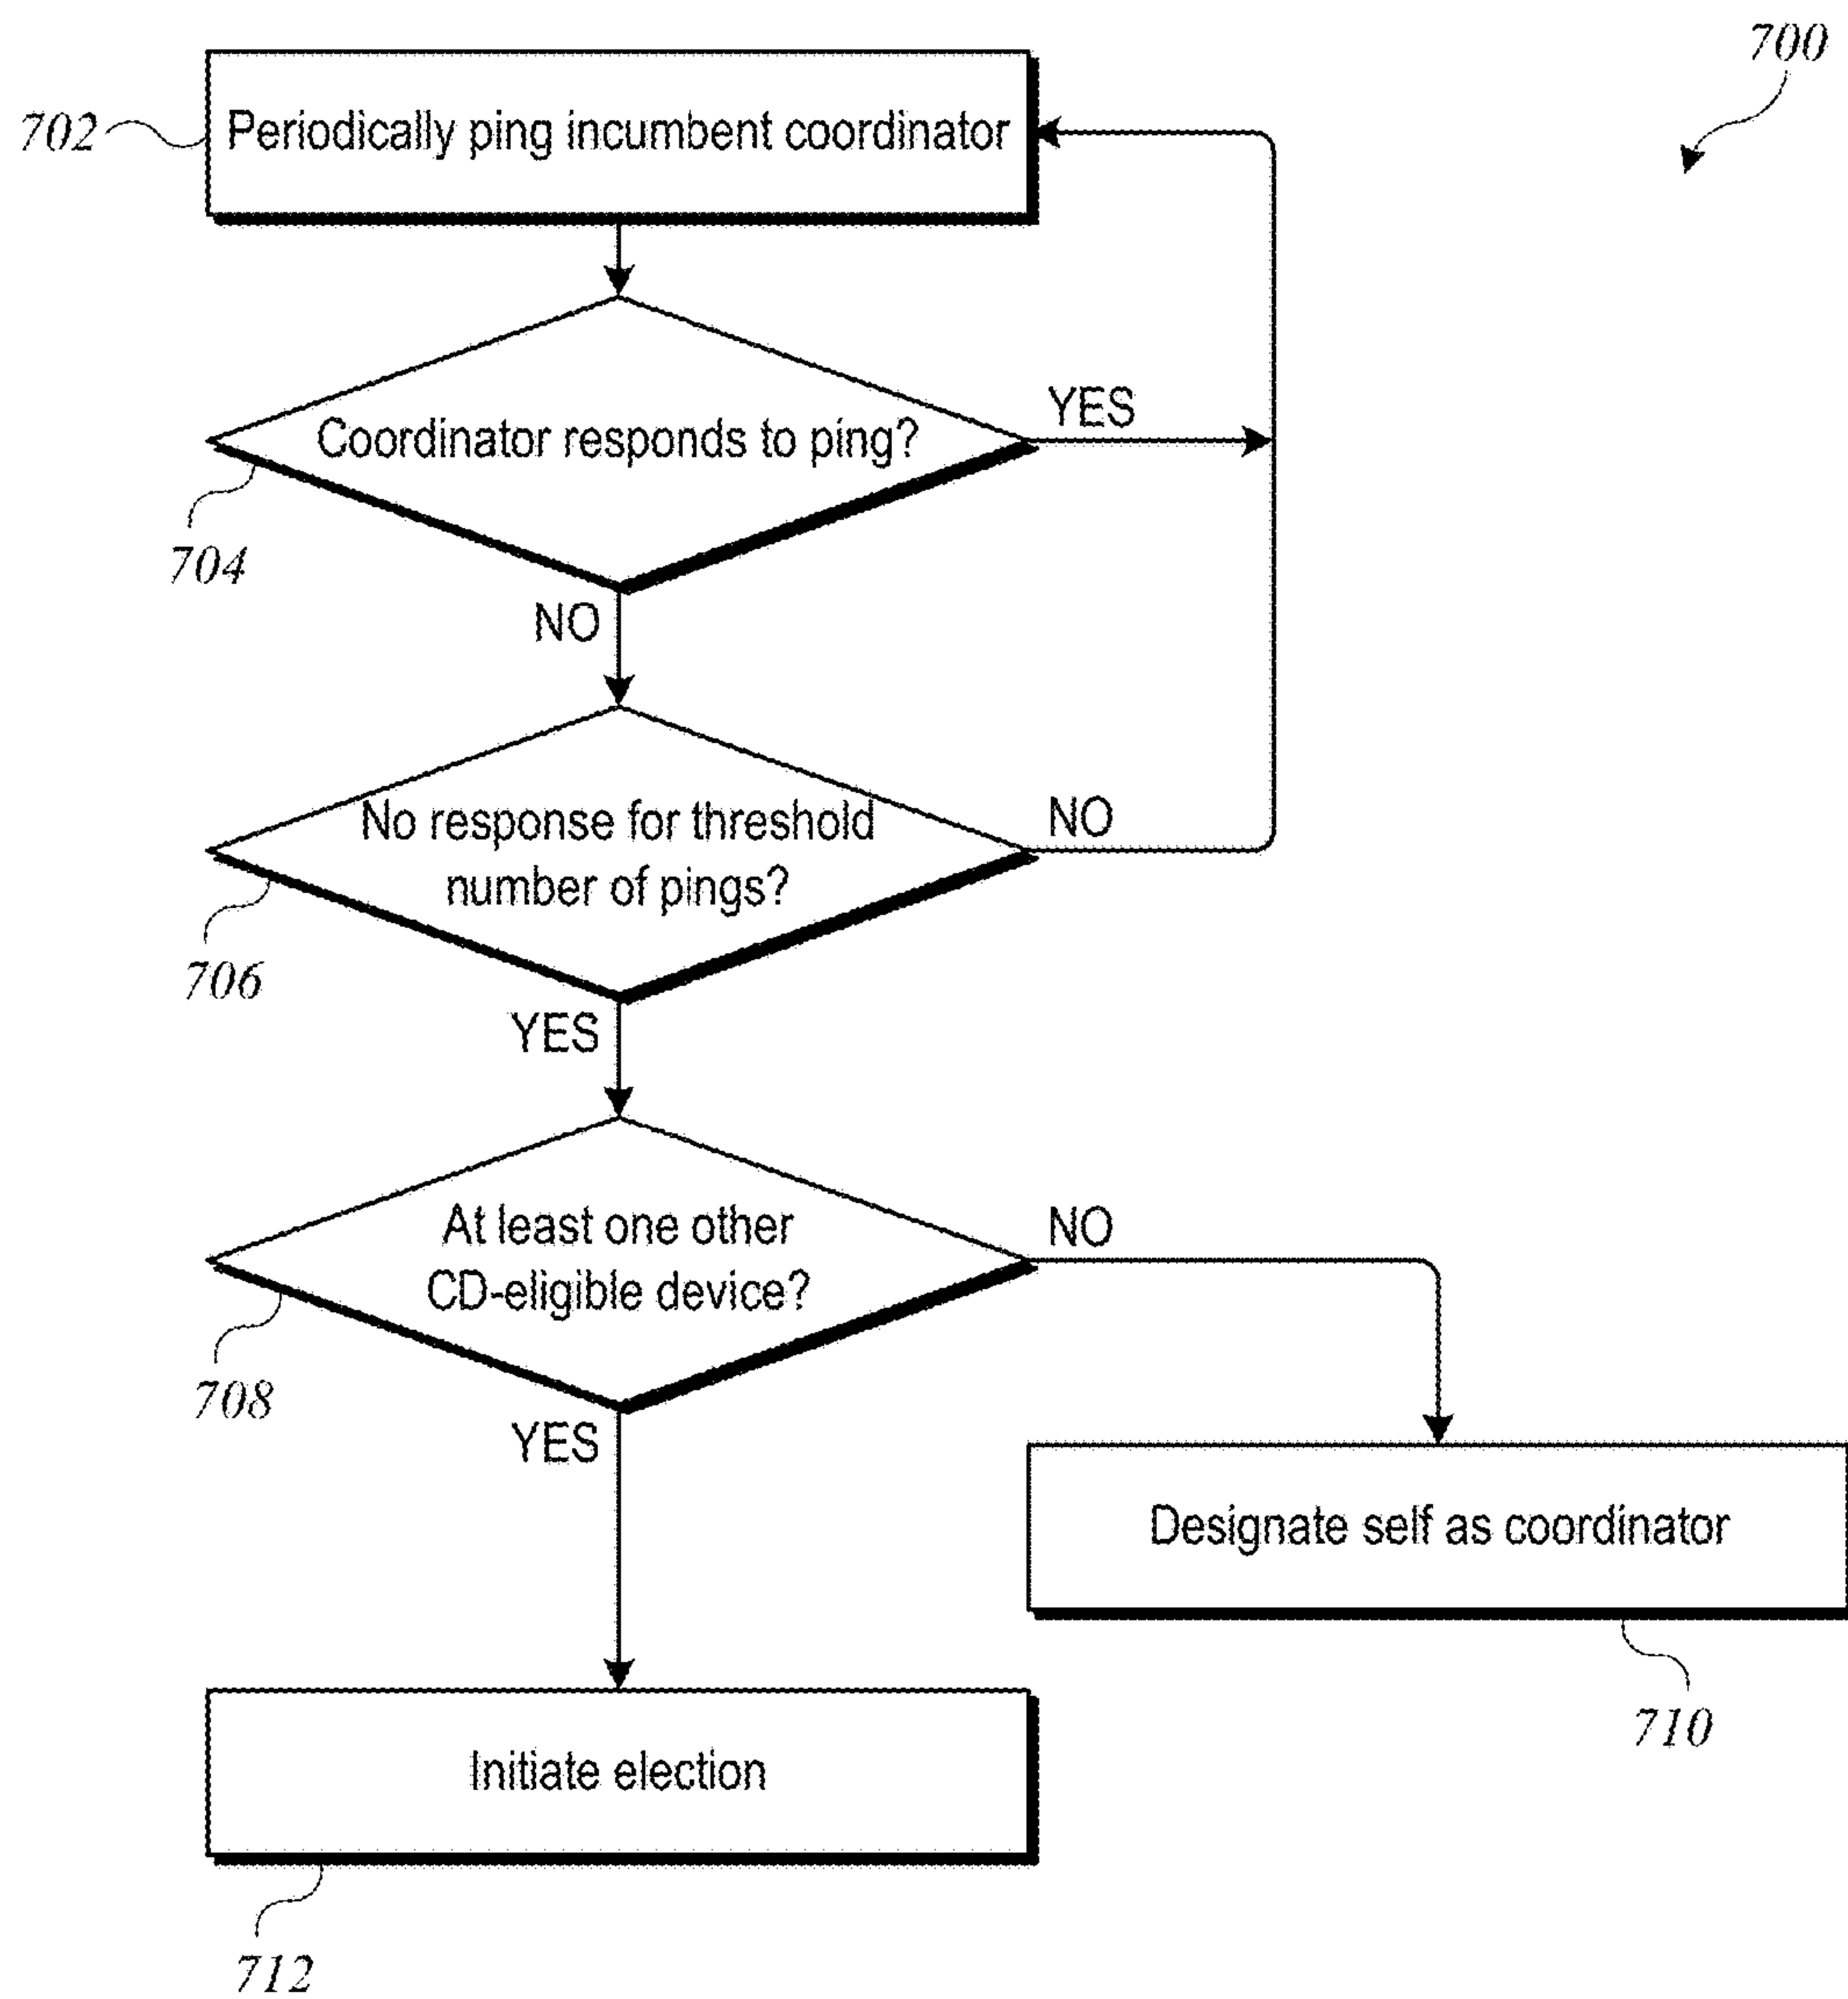 700
702
Periodically ping incumbent coordinator
Coordinator responds to ping?
YES
704
NO
No response for threshold
number of pings?
NO
706
YES
At least one other
CD-eligible device?
NO
708
YES
Designate self as coordinator
710
Initiate election
712